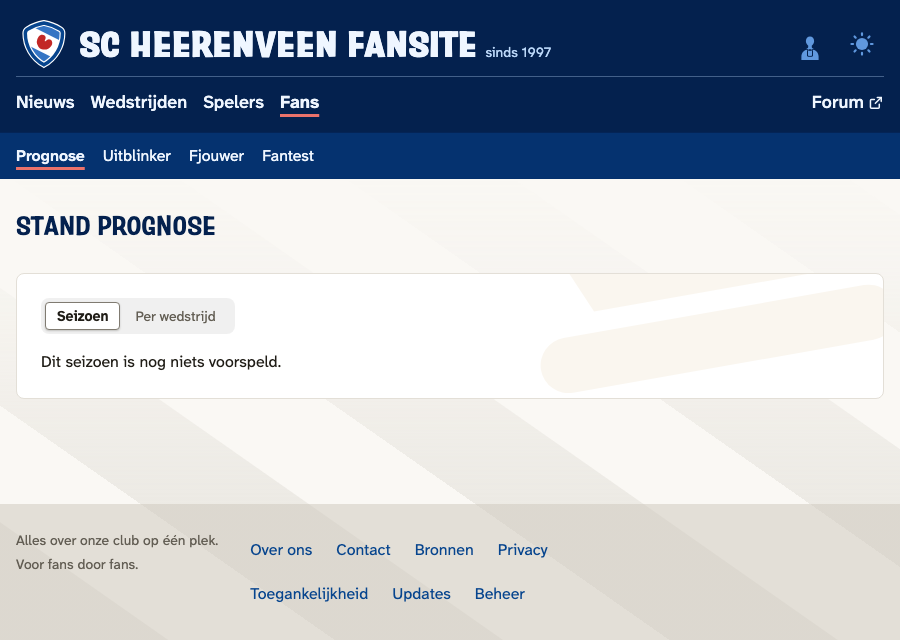 SC HEERENVEEN FANSITE sinds 1997
Nieuws Wedstrijden Spelers Fans Forum
Prognose Uitblinker Fjouwer Fantest
STAND PROGNOSE
Seizoen Per wedstrijd
Dit seizoen is nog niets voorspeld.
Alles over onze club op één plek.
Voor fans door fans.
Over ons Contact Bronnen Privacy
Toegankelijkheid Updates Beheer